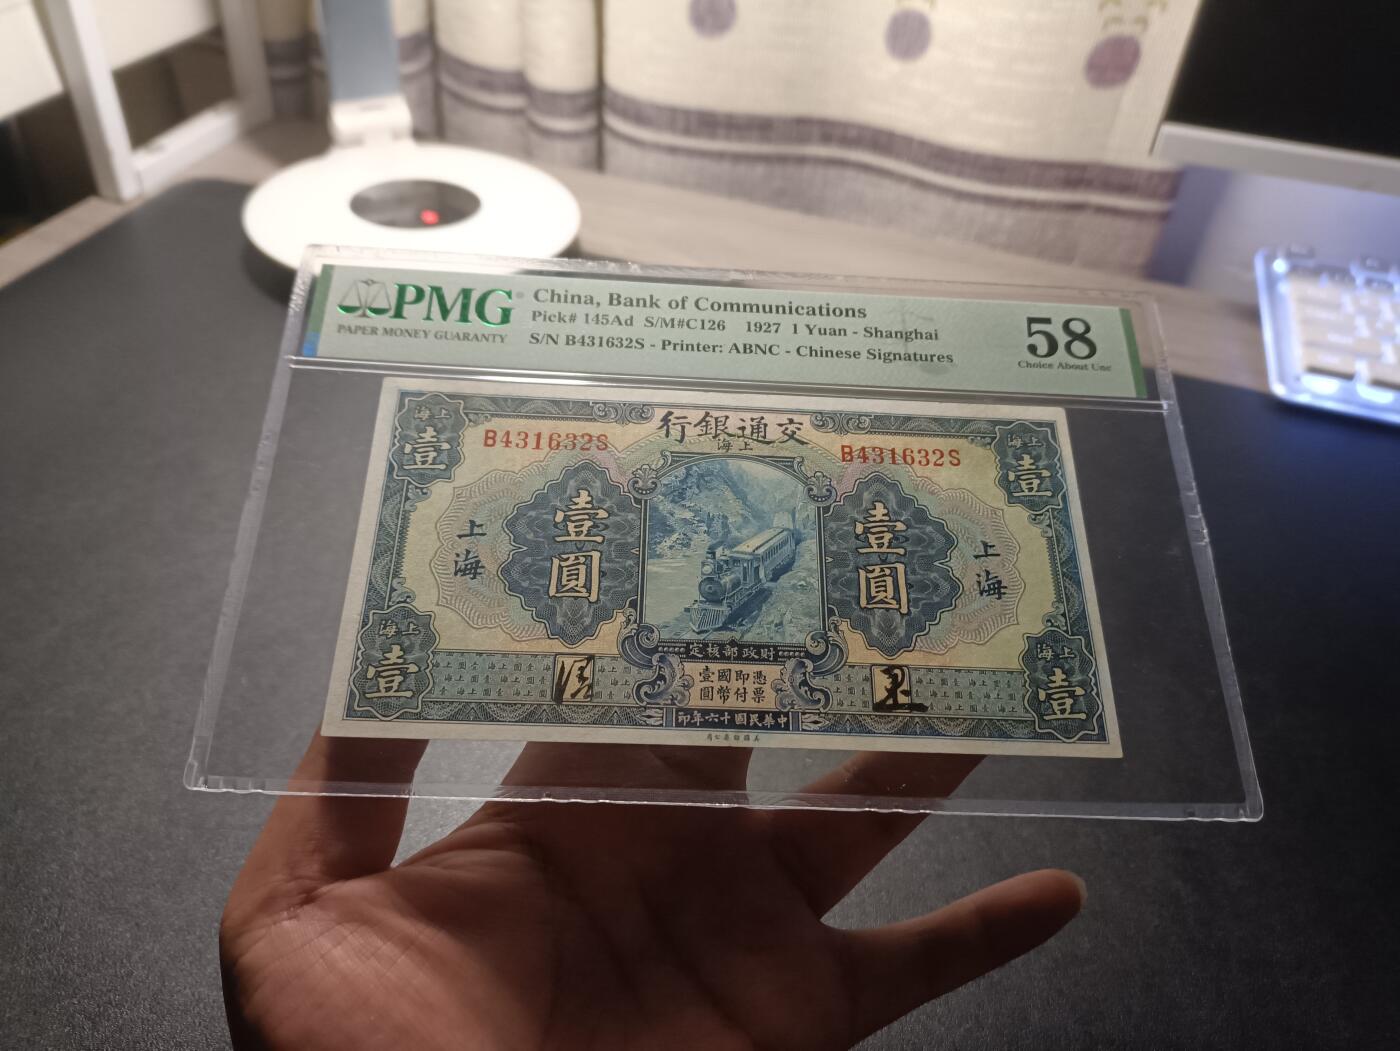 PMG
PAPER MONEY GUARANTY
China, Bank of Communications
Pick# 145Ad S/M#C126 1927 1 Yuan - Shanghai
S/N B431632S - Printer: ABNC - Chinese Signatures
58
Choice About Unc
行銀通交
海上
B431632S
B431632S
海上
壹
海上
壹
上海
壹圓
壹圓
上海
海上
壹
海上
壹
定核部政財
壹國即憑
圓幣付票
印年六十國民華中